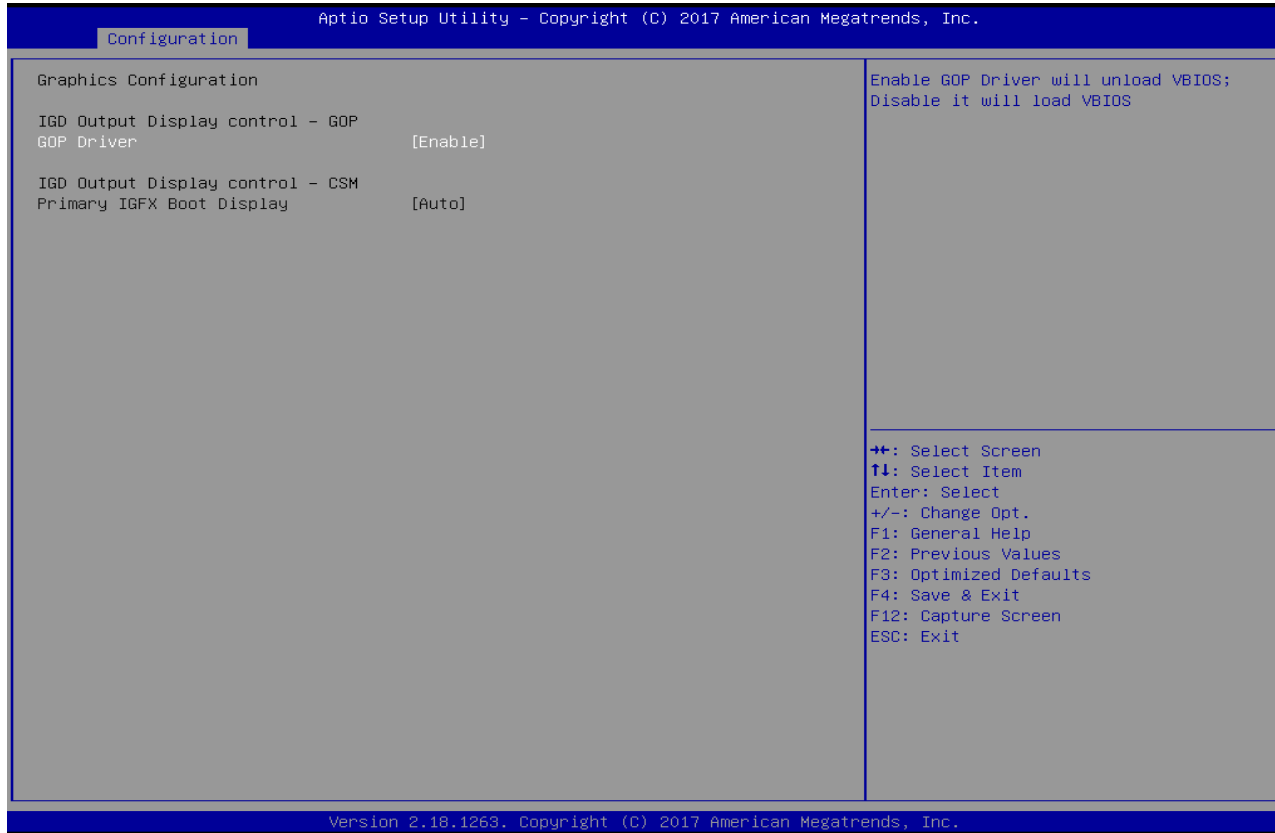 Aptio Setup Utility – Copyright (C) 2017 American Megatrends, Inc.
Configuration
Graphics Configuration
IGD Output Display control – GOP
GOP Driver [Enable]
IGD Output Display control – CSM
Primary IGFX Boot Display [Auto]
Enable GOP Driver will unload VBIOS;
Disable it will load VBIOS
→←: Select Screen
↑↓: Select Item
Enter: Select
+/-: Change Opt.
F1: General Help
F2: Previous Values
F3: Optimized Defaults
F4: Save & Exit
F12: Capture Screen
ESC: Exit
Version 2.18.1263. Copyright (C) 2017 American Megatrends, Inc.